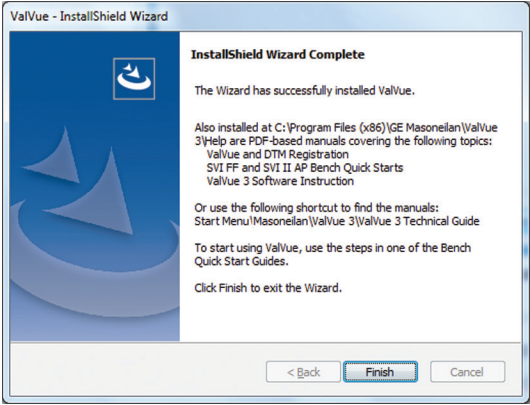 ValVue - InstallShield Wizard
InstallShield Wizard Complete
The Wizard has successfully installed ValVue.
Also installed at C:\Program Files (x86)\GE Masoneilan\ValVue
3\Help are PDF-based manuals covering the following topics:
ValVue and DTM Registration
SVI FF and SVI II AP Bench Quick Starts
ValVue 3 Software Instruction
Or use the following shortcut to find the manuals:
Start Menu\Masoneilan\ValVue 3\ValVue 3 Technical Guide
To start using ValVue, use the steps in one of the Bench
Quick Start Guides.
Click Finish to exit the Wizard.
< Back Finish Cancel